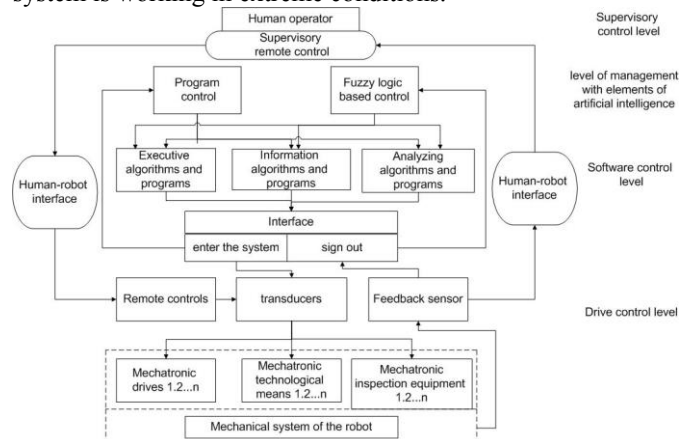 system is working in extreme conditions.
Human operator
Supervisory
remote control
Supervisory
control level
Program
control
Fuzzy logic
based control
level of management
with elements of
artificial intelligence
Executive
algorithms and
programs
Information
algorithms and
programs
Analyzing
algorithms and
programs
Software control
level
Human-robot
interface
Human-robot
interface
Interface
enter the system
sign out
Remote controls
transducers
Feedback sensor
Drive control level
Mechatronic
drives 1.2...n
Mechatronic
technological
means 1.2...n
Mechatronic
inspection equipment
1.2...n
Mechanical system of the robot